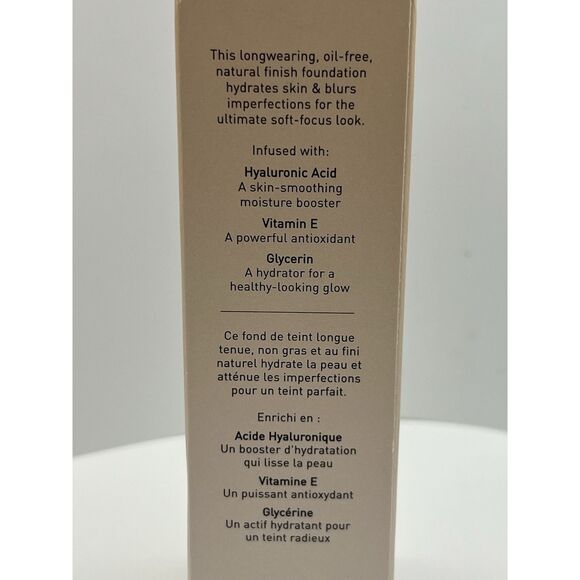 This longwearing, oil-free,
natural finish foundation
hydrates skin & blurs
imperfections for the
ultimate soft-focus look.
Infused with:
Hyaluronic Acid
A skin-smoothing
moisture booster
Vitamin E
A powerful antioxidant
Glycerin
A hydrator for a
healthy-looking glow
Ce fond de teint longue
tenue, non gras et au fini
naturel hydrate la peau et
atténue les imperfections
pour un teint parfait.
Enrichi en :
Acide Hyaluronique
Un booster d'hydratation
qui lisse la peau
Vitamine E
Un puissant antioxydant
Glycérine
Un actif hydratant pour
un teint radieux